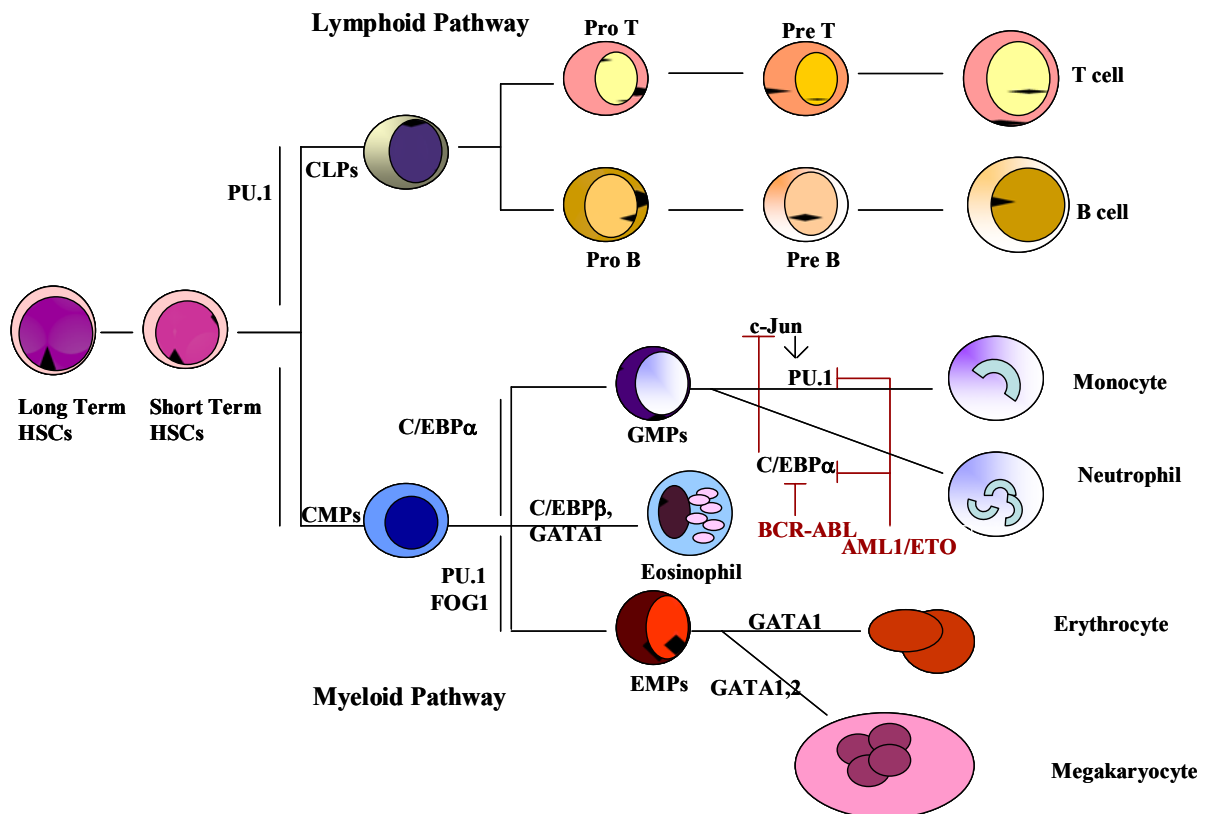 Lymphoid Pathway
Pro T
Pre T
T cell
CLPs
PU.1
Pro B
Pre B
B cell
Long Term
HSCs
Short Term
HSCs
c-Jun
PU.1
Monocyte
GMPs
C/EBPα
C/EBPα
Neutrophil
CMPs
C/EBPβ,
GATA1
BCR-ABL
AML1/ETO
Eosinophil
PU.1
FOG1
GATA1
Erythrocyte
EMPs
GATA1,2
Myeloid Pathway
Megakaryocyte